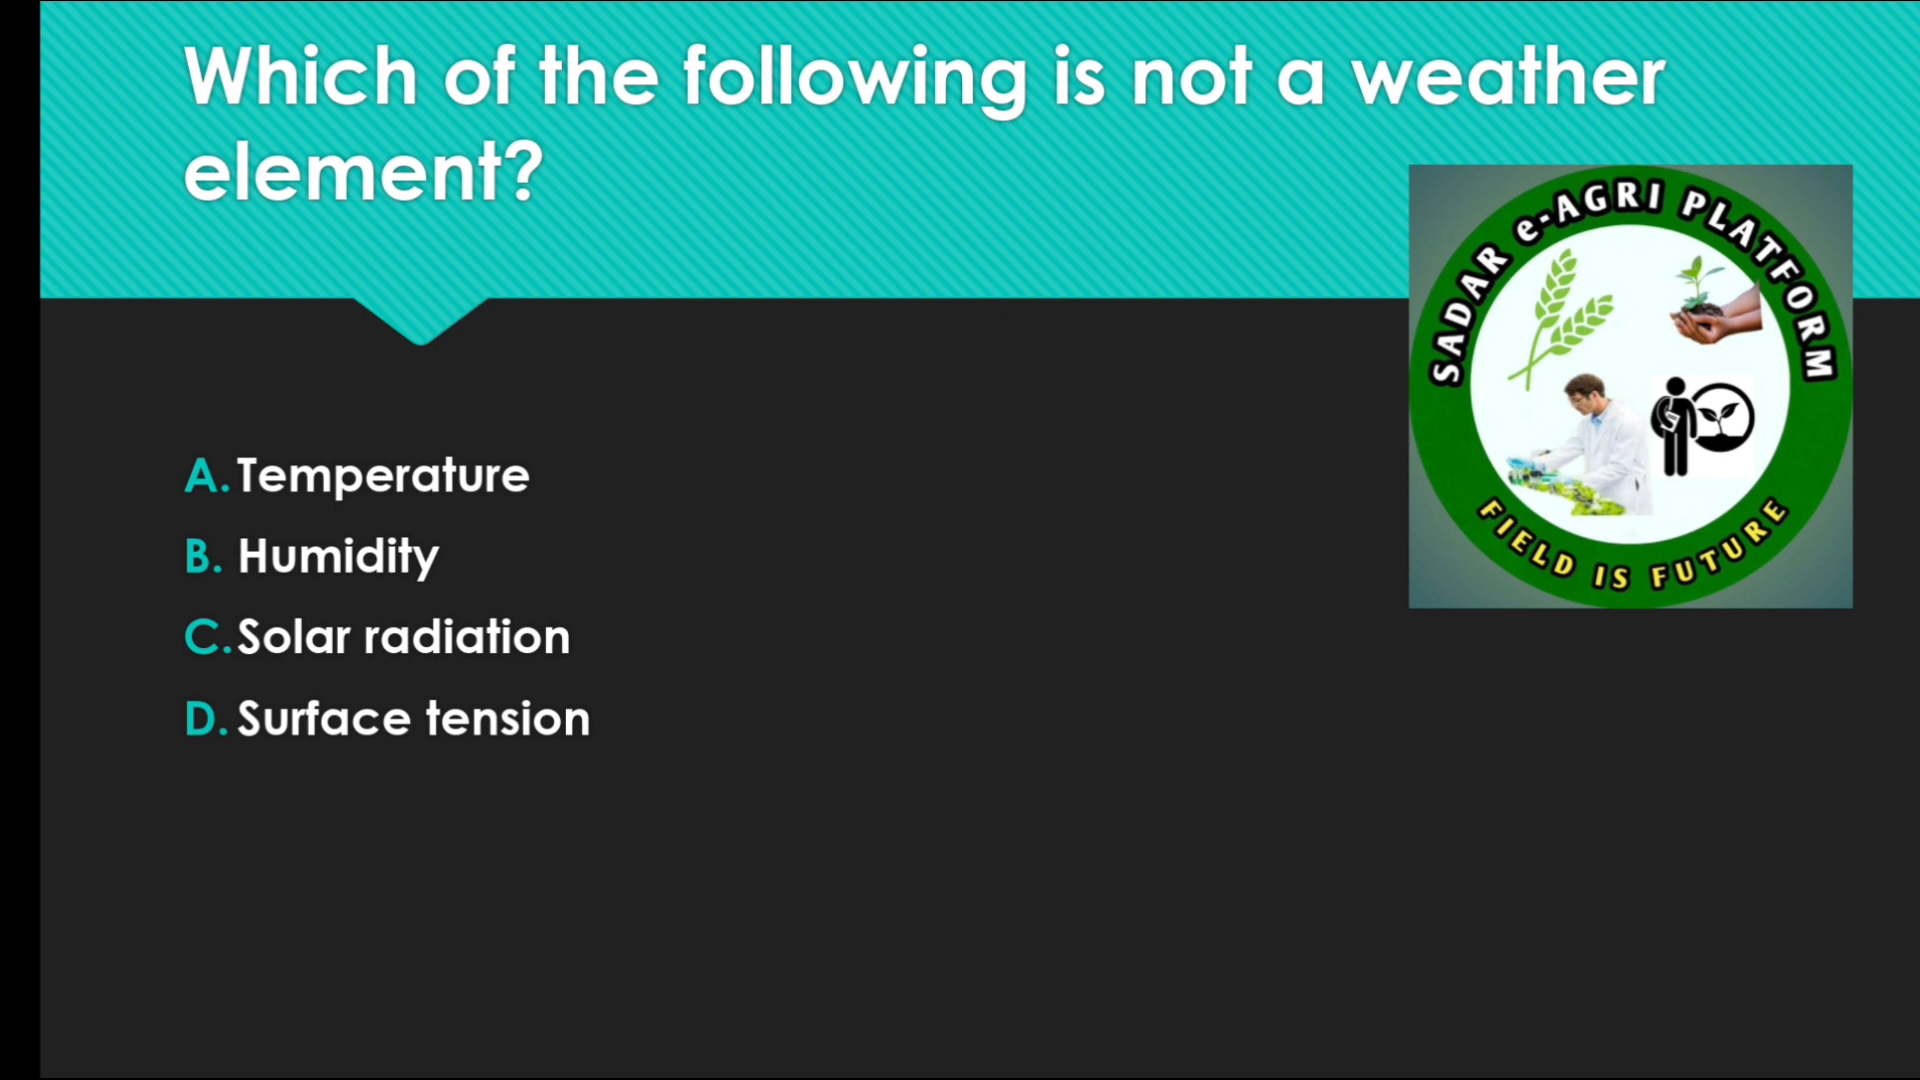 Which of the following is not a weather
element?
SADAR e-AGRI PLATFORM
FIELD IS FUTURE
A. Temperature
B. Humidity
C. Solar radiation
D. Surface tension